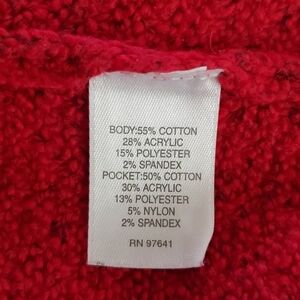 BODY:55% COTTON
28% ACRYLIC
15% POLYESTER
2% SPANDEX
POCKET:50% COTTON
30% ACRYLIC
13% POLYESTER
5% NYLON
2% SPANDEX
RN 97641